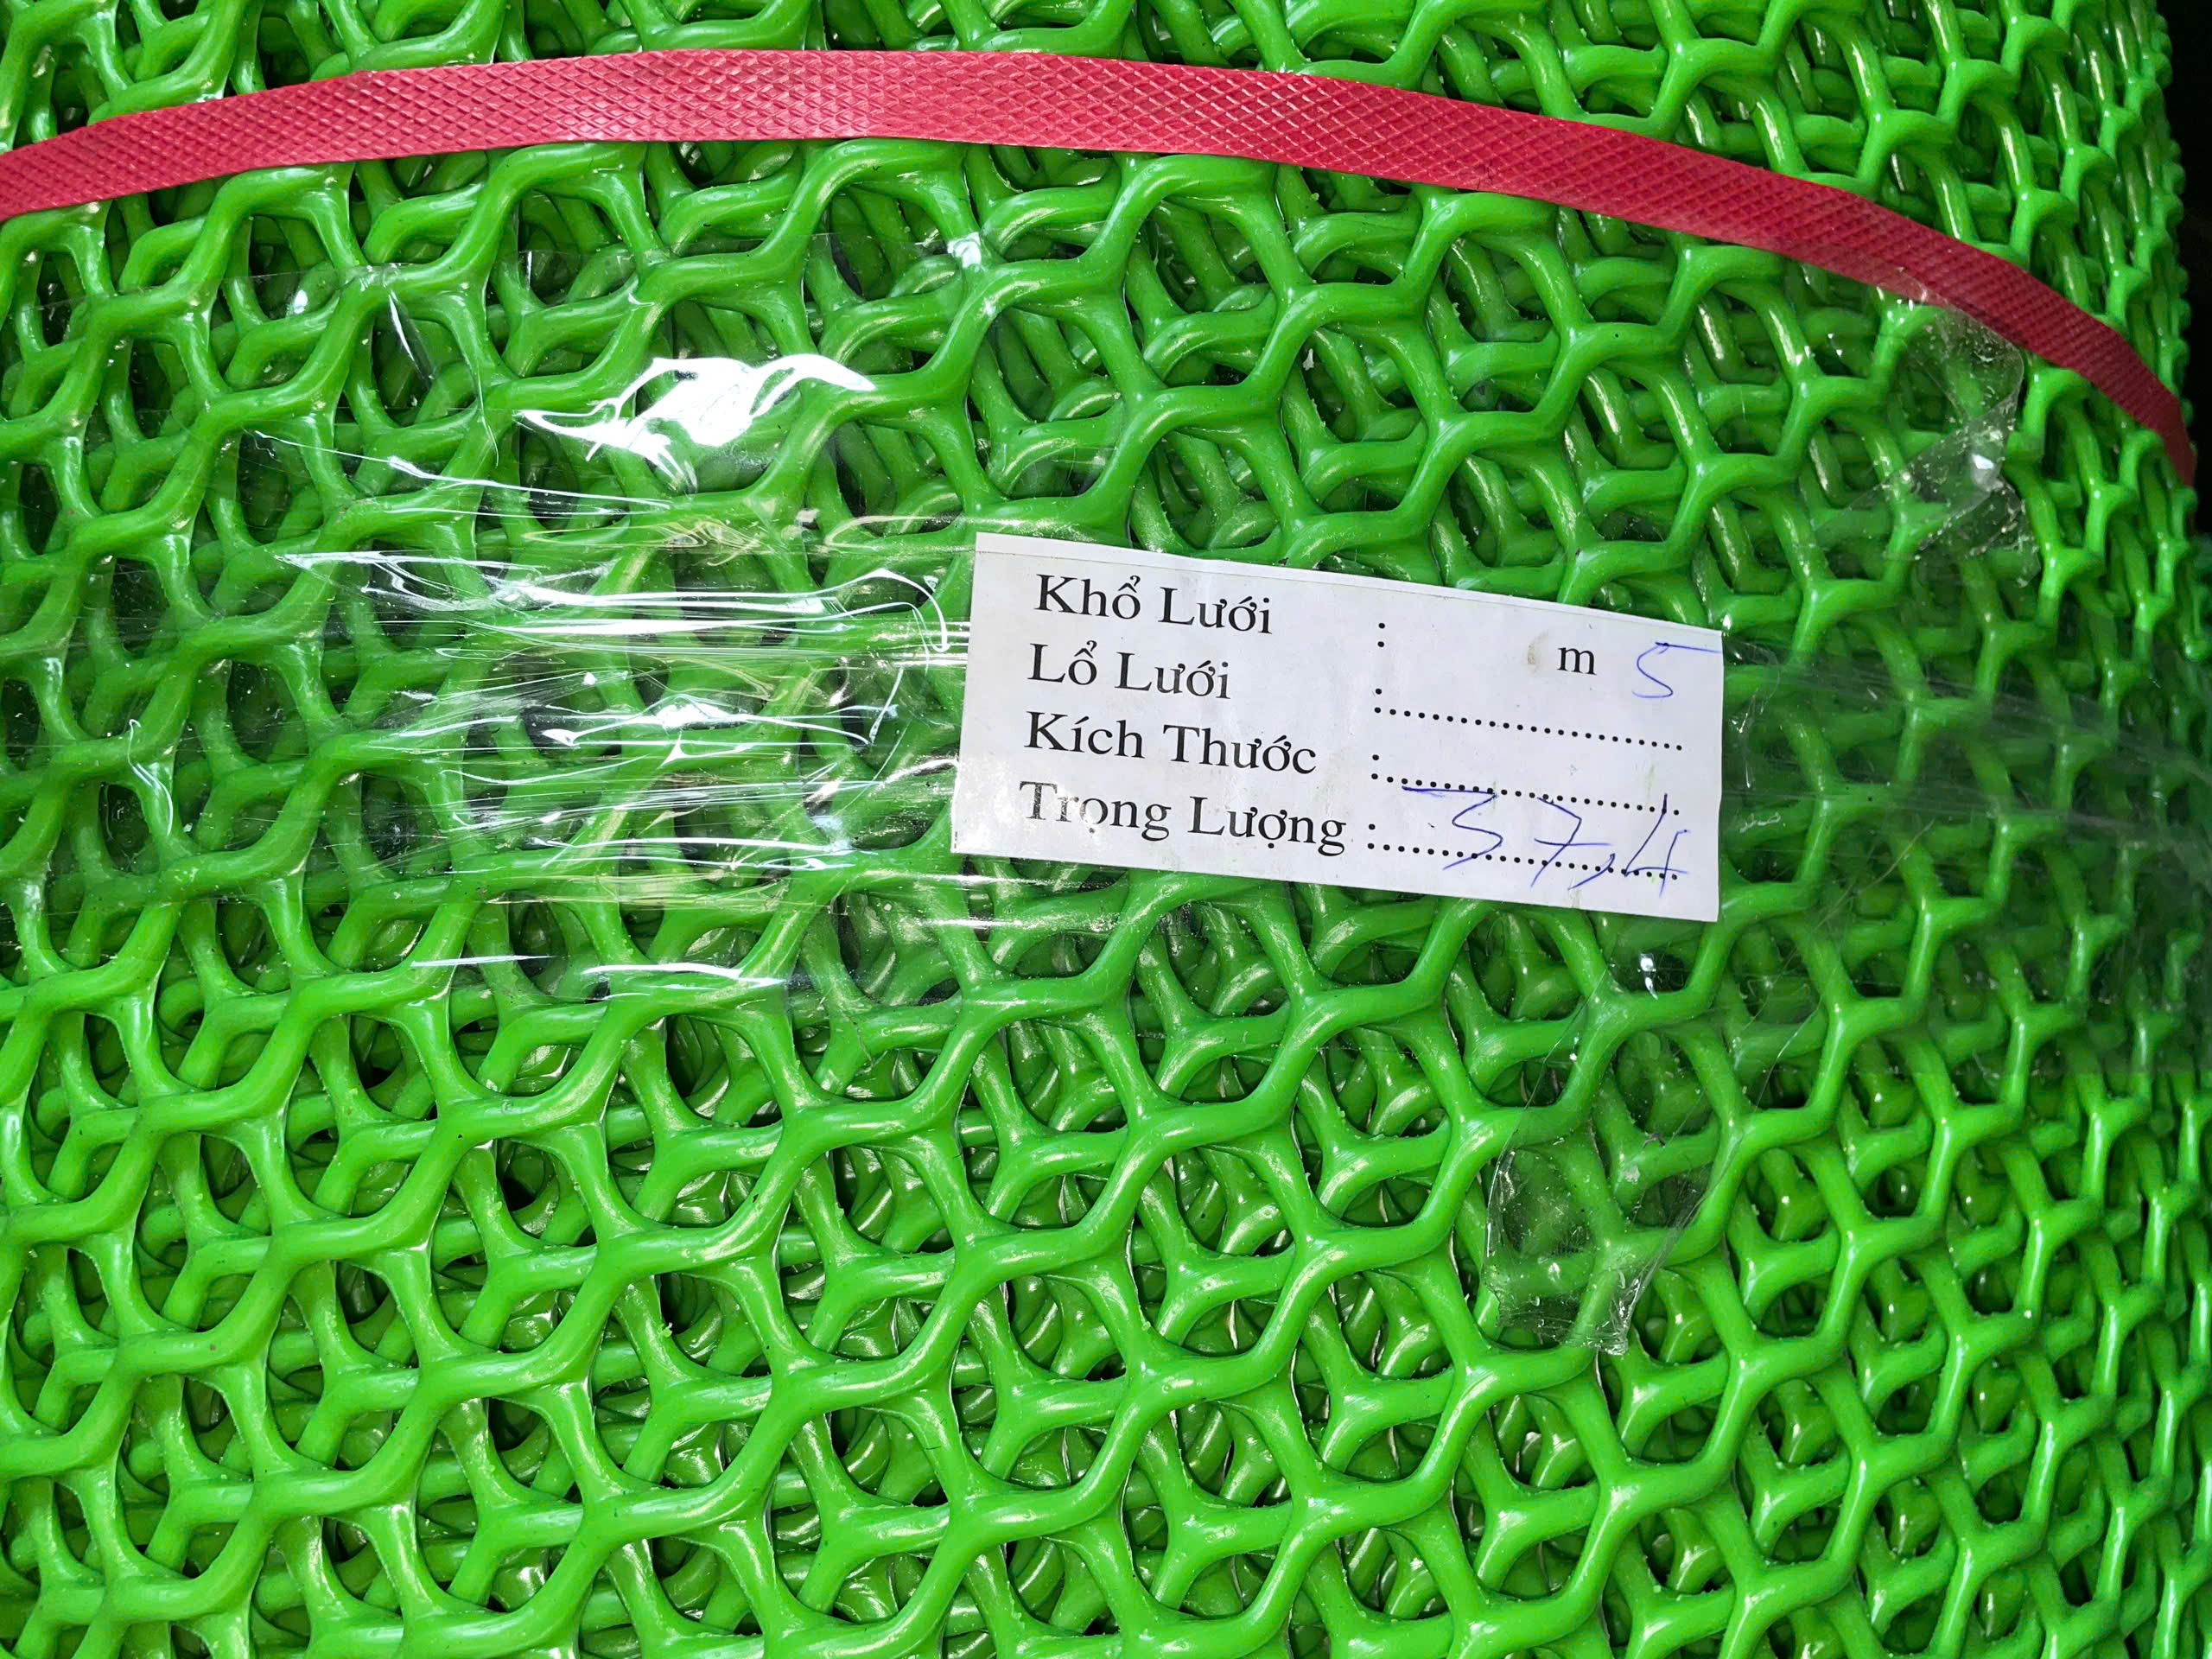 Khổ Lưới : m 5
Lổ Lưới :....................
Kích Thước :....................
Trọng Lượng :.................... 37,4